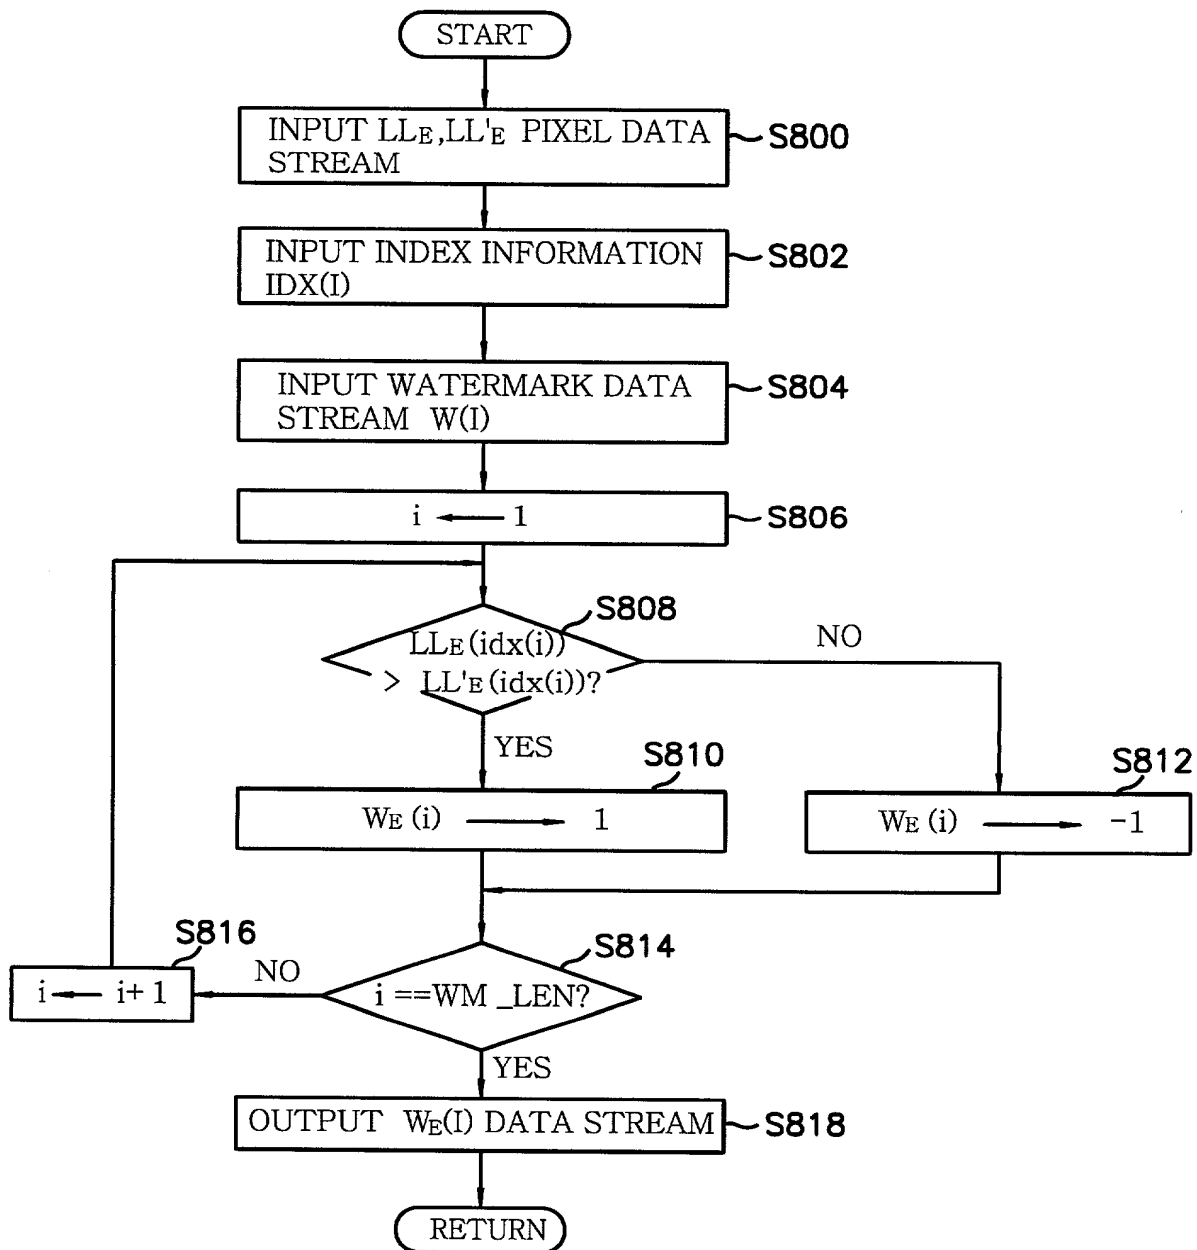 START
INPUT LLE,LL'E PIXEL DATA
STREAM
S800
INPUT INDEX INFORMATION
IDX(I)
S802
INPUT WATERMARK DATA
STREAM W(I)
S804
i ← 1
S806
S808
LLE(idx(i))
> LL'E(idx(i))?
NO
YES
S810
WE(i) → 1
S812
WE(i) → -1
S816
i ← i+1
NO
S814
i ==WM_LEN?
YES
OUTPUT WE(I) DATA STREAM
S818
RETURN